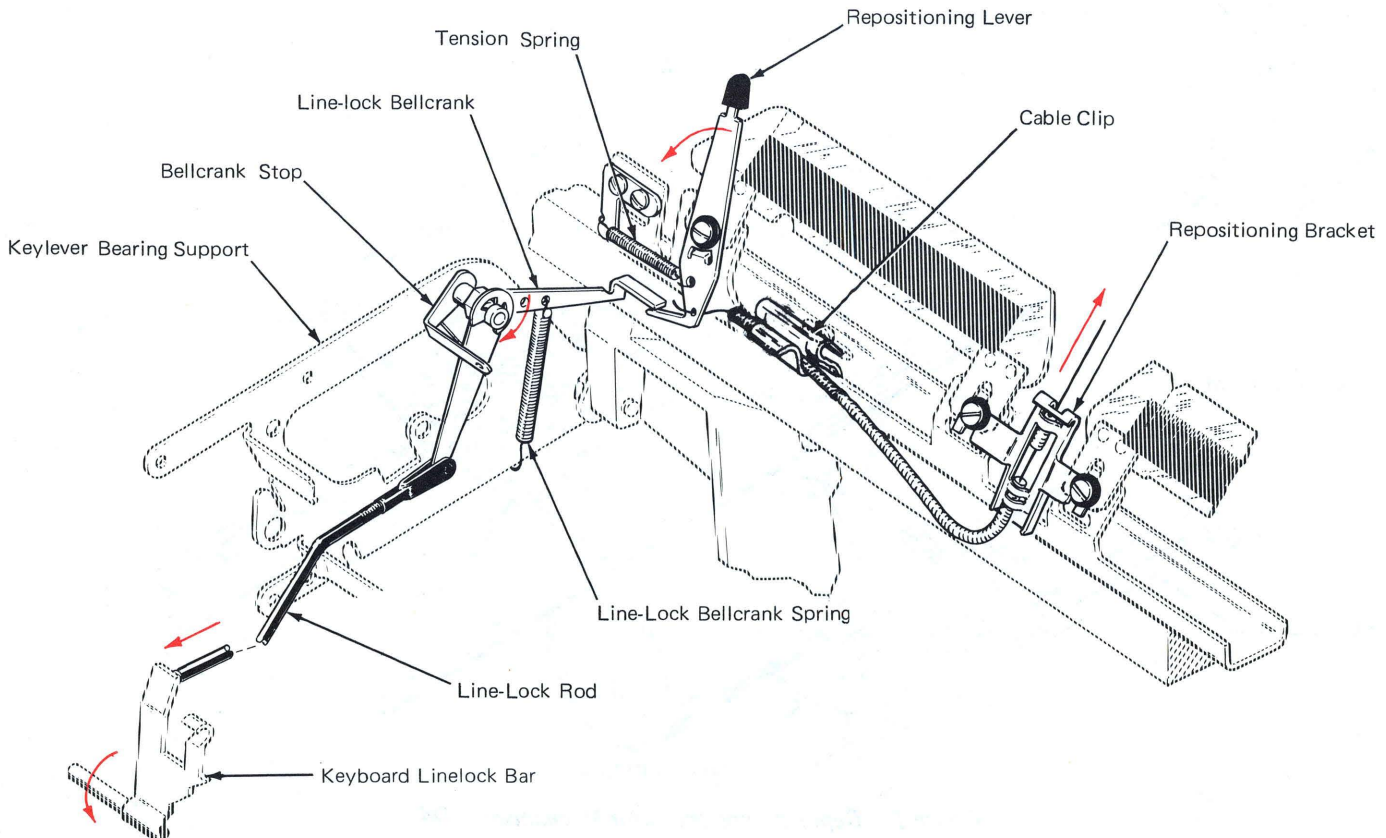 Repositioning Lever
Tension Spring
Line-lock Bellcrank
Cable Clip
Bellcrank Stop
Repositioning Bracket
Keylever Bearing Support
Line-Lock Bellcrank Spring
Line-Lock Rod
Keyboard Linelock Bar